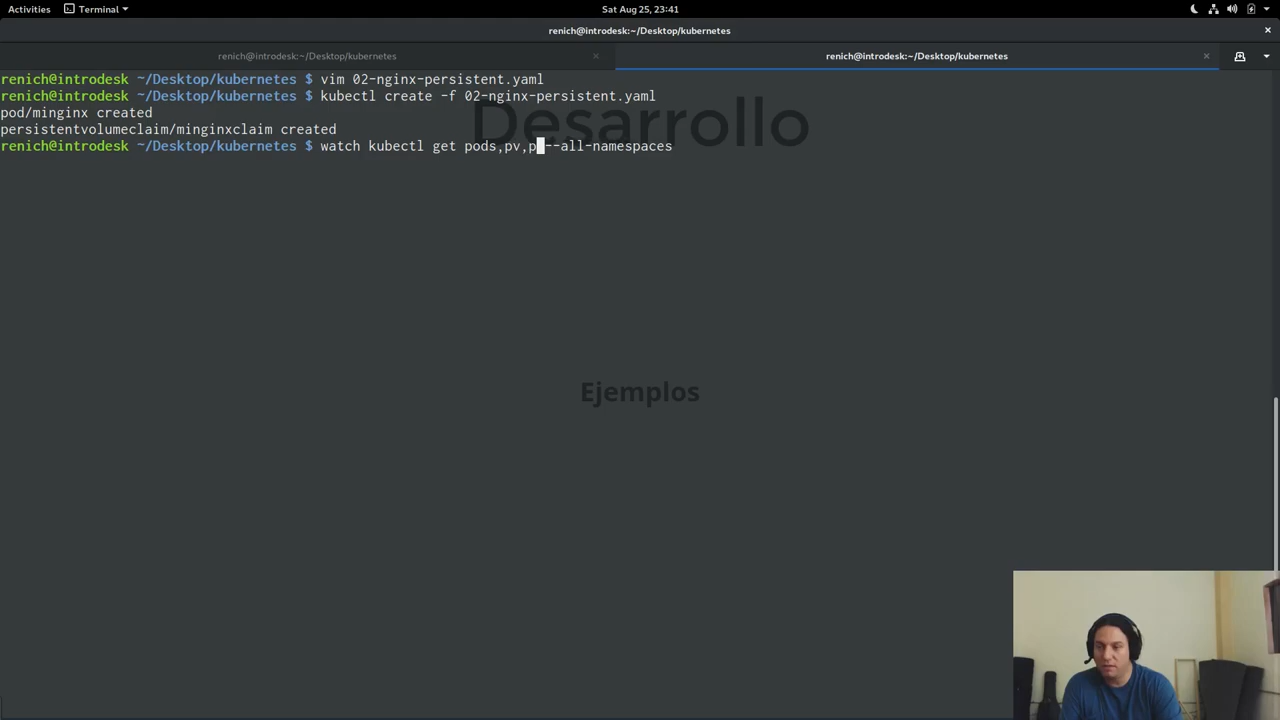 Activities Terminal Sat Aug 25, 23:41
renich@introdesk:~/Desktop/kubernetes
renich@introdesk:~/Desktop/kubernetes renich@introdesk:~/Desktop/kubernetes
renich@introdesk ~/Desktop/kubernetes $ vim 02-nginx-persistent.yaml
renich@introdesk ~/Desktop/kubernetes $ kubectl create -f 02-nginx-persistent.yaml
pod/minginx created
persistentvolumeclaim/minginxclaim created
renich@introdesk ~/Desktop/kubernetes $ watch kubectl get pods,pv,p --all-namespaces
Desarrollo
Ejemplos